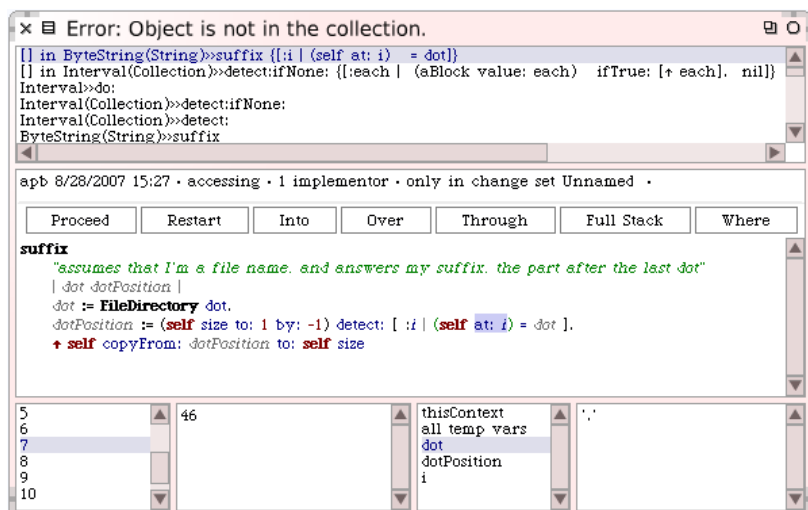 Error: Object is not in the collection.
[] in ByteString(String)»suffix {[:i | (self at: i) = dot]}
[] in Interval(Collection)»detect:ifNone: {[:each | (aBlock value: each) ifTrue: [↑ each]. nil]}
Interval»do:
Interval(Collection)»detect:ifNone:
Interval(Collection)»detect:
ByteString(String)»suffix
apb 8/28/2007 15:27 · accessing · 1 implementor · only in change set Unnamed ·
Proceed Restart Into Over Through Full Stack Where
suffix
"assumes that I'm a file name. and answers my suffix. the part after the last dot"
| dot dotPosition |
dot := FileDirectory dot.
dotPosition := (self size to: 1 by: -1) detect: [ :i | (self at: i) = dot ].
↑ self copyFrom: dotPosition to: self size
5
6
7
8
9
10
46
thisContext
all temp vars
dot
dotPosition
i
'.'